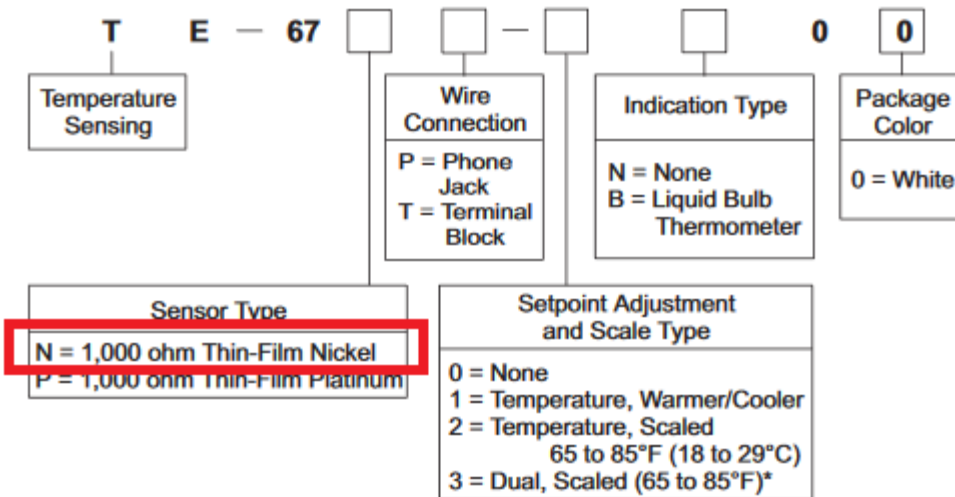 T E – 67 – 0 0
Temperature
Sensing
Wire
Connection
P = Phone
Jack
T = Terminal
Block
Indication Type
N = None
B = Liquid Bulb
Thermometer
Package
Color
0 = White
Sensor Type
N = 1,000 ohm Thin-Film Nickel
P = 1,000 ohm Thin-Film Platinum
Setpoint Adjustment
and Scale Type
0 = None
1 = Temperature, Warmer/Cooler
2 = Temperature, Scaled
65 to 85°F (18 to 29°C)
3 = Dual, Scaled (65 to 85°F)*